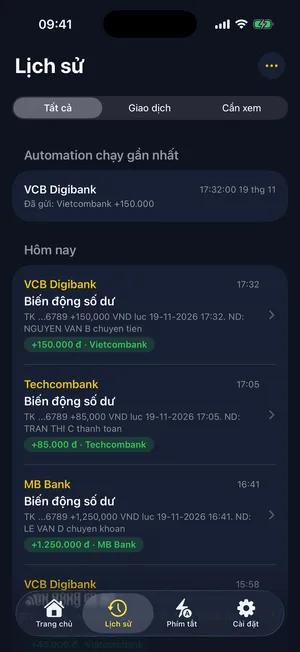 09:41
Lịch sử
Tất cả
Giao dịch
Cần xem
Automation chạy gần nhất
VCB Digibank
17:32:00 19 thg 11
Đã gửi: Vietcombank +150.000
Hôm nay
VCB Digibank
17:32
Biến động số dư
TK ...6789 +150,000 VND luc 19-11-2026 17:32. ND:
NGUYEN VAN B chuyen tien
+150.000 đ · Vietcombank
Techcombank
17:05
Biến động số dư
TK ...6789 +85,000 VND luc 19-11-2026 17:05. ND:
TRAN THI C thanh toan
+85.000 đ · Techcombank
MB Bank
16:41
Biến động số dư
TK ...6789 +1,250,000 VND luc 19-11-2026 16:41. ND:
LE VAN D chuyen khoan
+1.250.000 đ · MB Bank
VCB Digibank
15:58
Trang chủ
Lịch sử
Phím tắt
Cài đặt